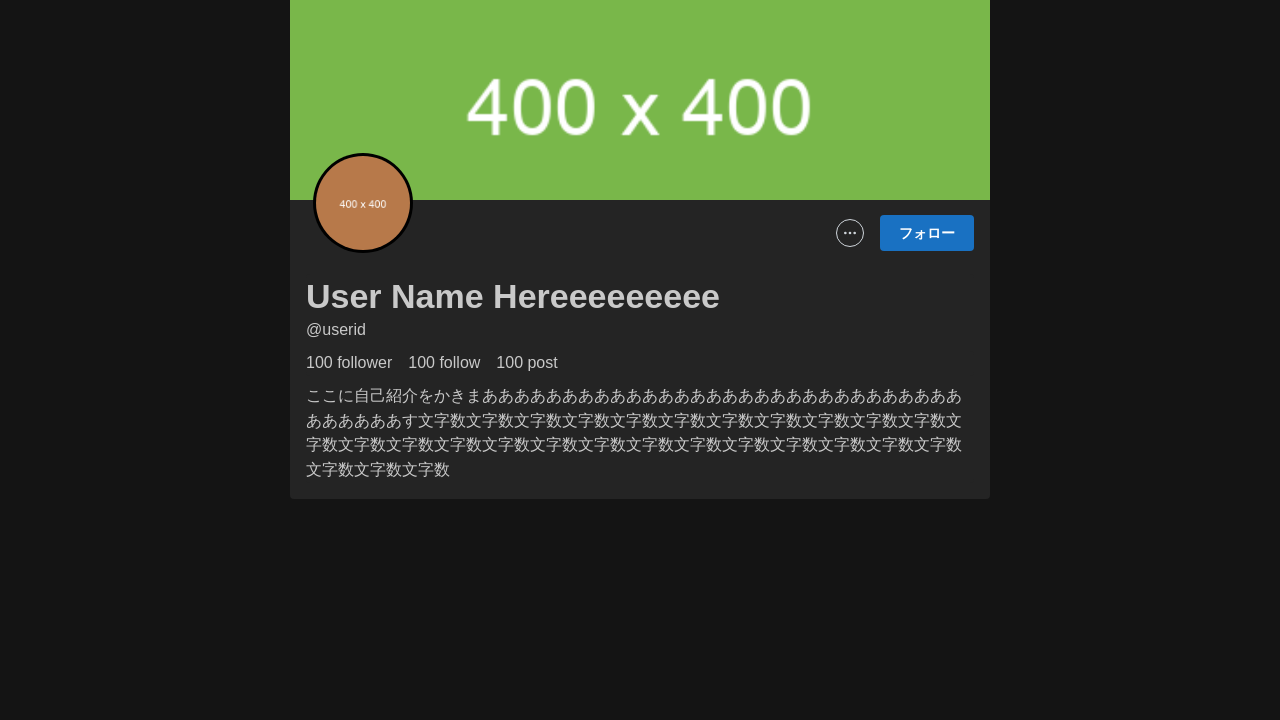 400 x 400
400 x 400
フォロー
User Name Hereeeeeeeee
@userid
100 follower 100 follow 100 post
ここに自己紹介をかきまああああああああああああああああああああああああああああああ
ああああああす文字数文字数文字数文字数文字数文字数文字数文字数文字数文字数文字数文
字数文字数文字数文字数文字数文字数文字数文字数文字数文字数文字数文字数文字数文字数
文字数文字数文字数